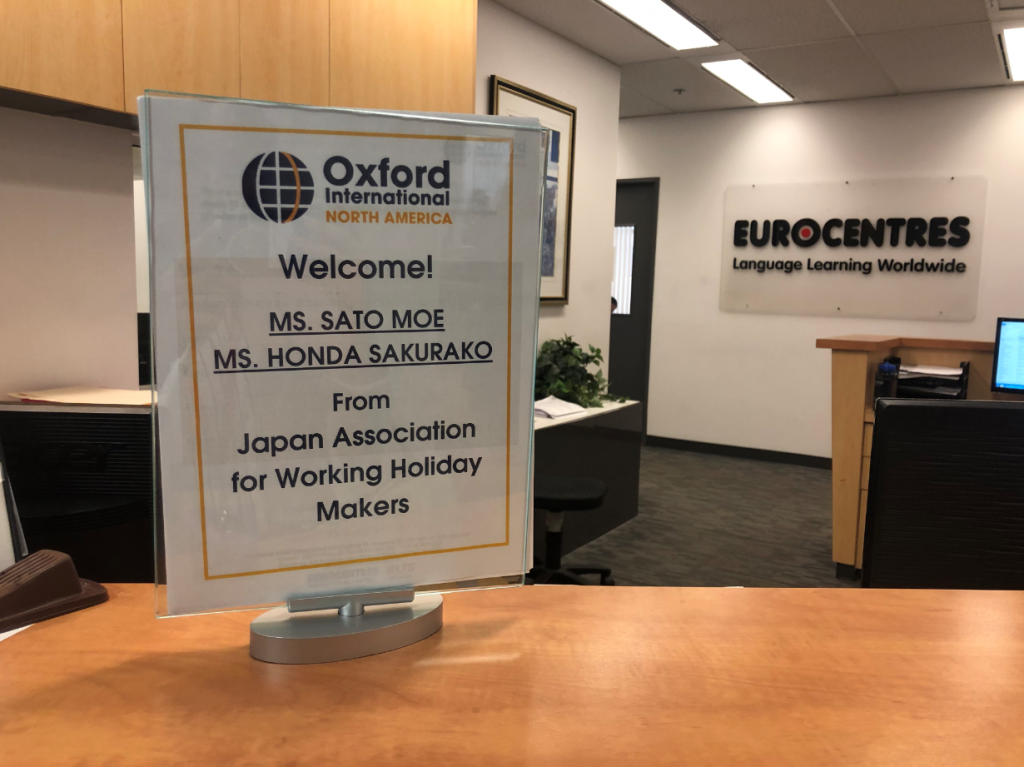 Oxford
International
NORTH AMERICA
Welcome!
MS. SATO MOE
MS. HONDA SAKURAKO
From
Japan Association
for Working Holiday
Makers
EUROCENTRES
Language Learning Worldwide